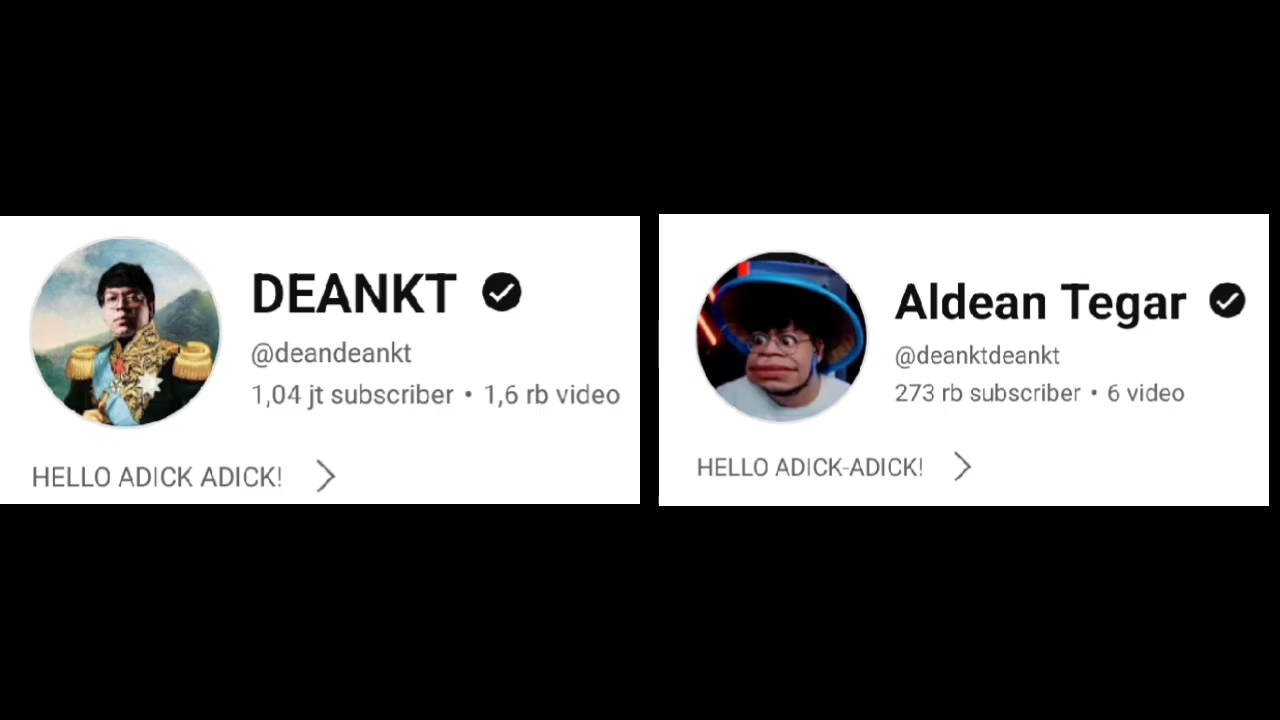 DEANKT
@deandeankt
1,04 jt subscriber • 1,6 rb video
HELLO ADICK ADICK!
Aldean Tegar
@deanktdeankt
273 rb subscriber • 6 video
HELLO ADICK-ADICK!